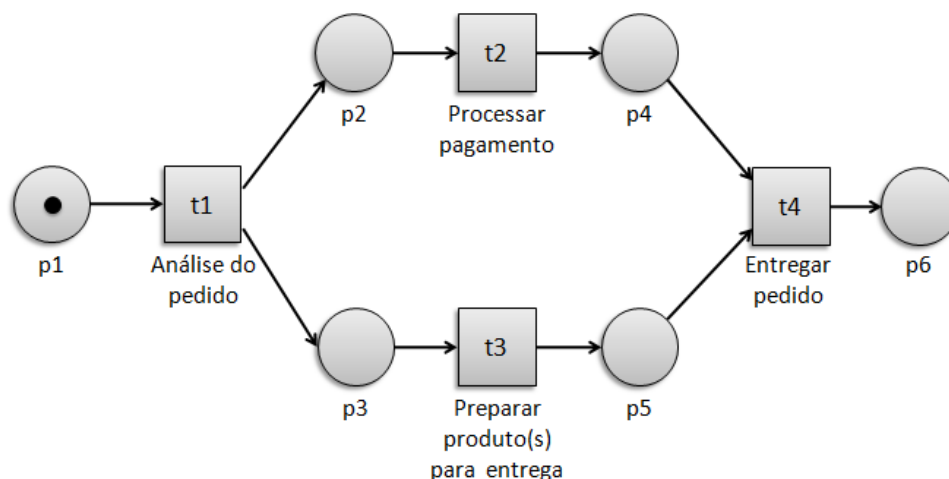 t2
p2
Processar
pagamento
p4
t1
p1
Análise do
pedido
t4
Entregar
pedido
p6
t3
p3
Preparar
produto(s)
para entrega
p5